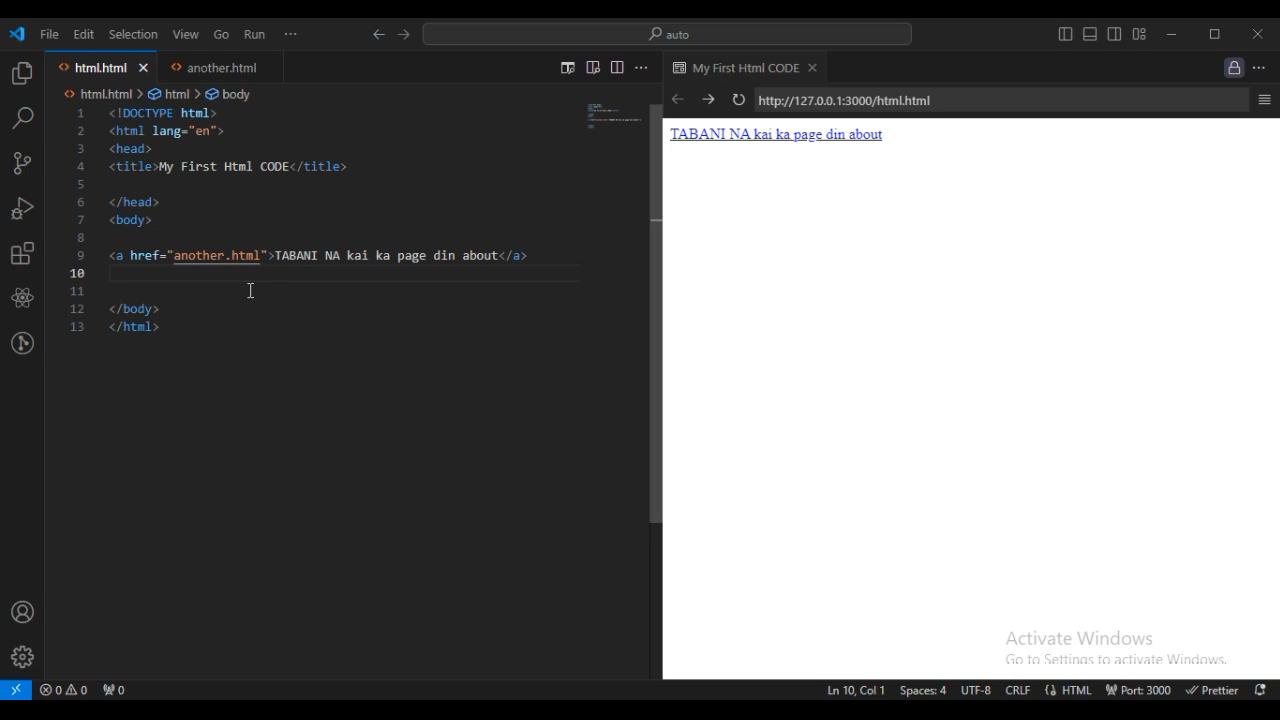 File Edit Selection View Go Run ··· auto
html.html another.html
html.html > html > body
1 <!DOCTYPE html>
2 <html lang="en">
3 <head>
4 <title>My First Html CODE</title>
5
6 </head>
7 <body>
8
9 <a href="another.html">TABANI NA kai ka page din about</a>
10
11
12 </body>
13 </html>
My First Html CODE
http://127.0.0.1:3000/html.html
TABANI NA kai ka page din about
Activate Windows
Go to Settings to activate Windows.
0 0 0 Ln 10, Col 1 Spaces: 4 UTF-8 CRLF HTML Port: 3000 Prettier